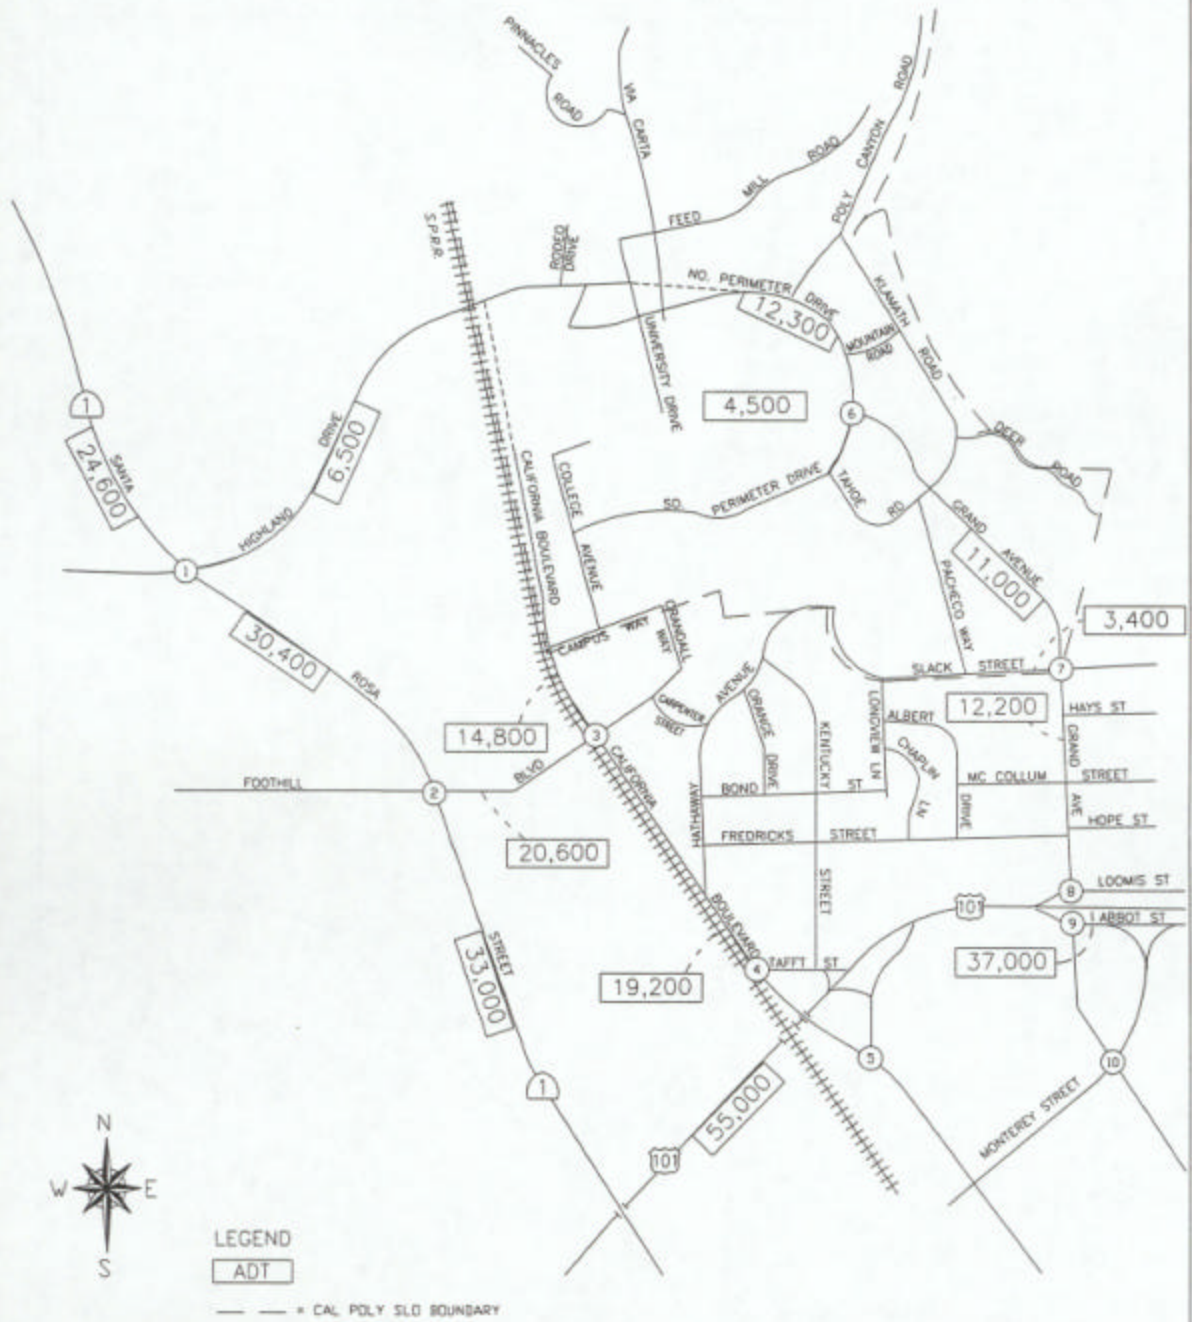 PINNACLES
ROAD
VIA CARTA
POLY CANYON ROAD
FEED MILL ROAD
S.P.R.R.
RODEO
DRIVE
NO. PERIMETER DRIVE
12,300
KLAMATH ROAD
MOUNTAIN
ROAD
UNIVERSITY DRIVE
4,500
6
1
DRIVE
6,500
24,600
SANTA
DEER ROAD
CALIFORNIA BOULEVARD
COLLEGE
AVENUE
SO. PERIMETER DRIVE
TAHOE RD
GRAND AVENUE
HIGHLAND
1
11,000
PACHECO WAY
30,400
ROSA
CAMPUS WAY
CRANDALL
WAY
3,400
SLACK STREET
7
14,800
3
CARPENTER
STREET
AVENUE
ORANGE
DRIVE
KENTUCKY
LONGVIEW LN
ALBERT
12,200
HAYS ST
GRAND
CHAPLIN
LN
FOOTHILL
2
BLVD
CALIFORNIA
BOND ST
MC COLLUM STREET
DRIVE
AVE
HATHAWAY
HOPE ST
FREDRICKS STREET
20,600
STREET
8
LOOMIS ST
101
9
ABBOT ST
STREET
33,000
BOULEVARD
19,200
4
TAFFT ST
37,000
5
10
1
55,000
MONTEREY STREET
101
N
W
E
S
LEGEND
ADT
= CAL POLY SLO BOUNDARY